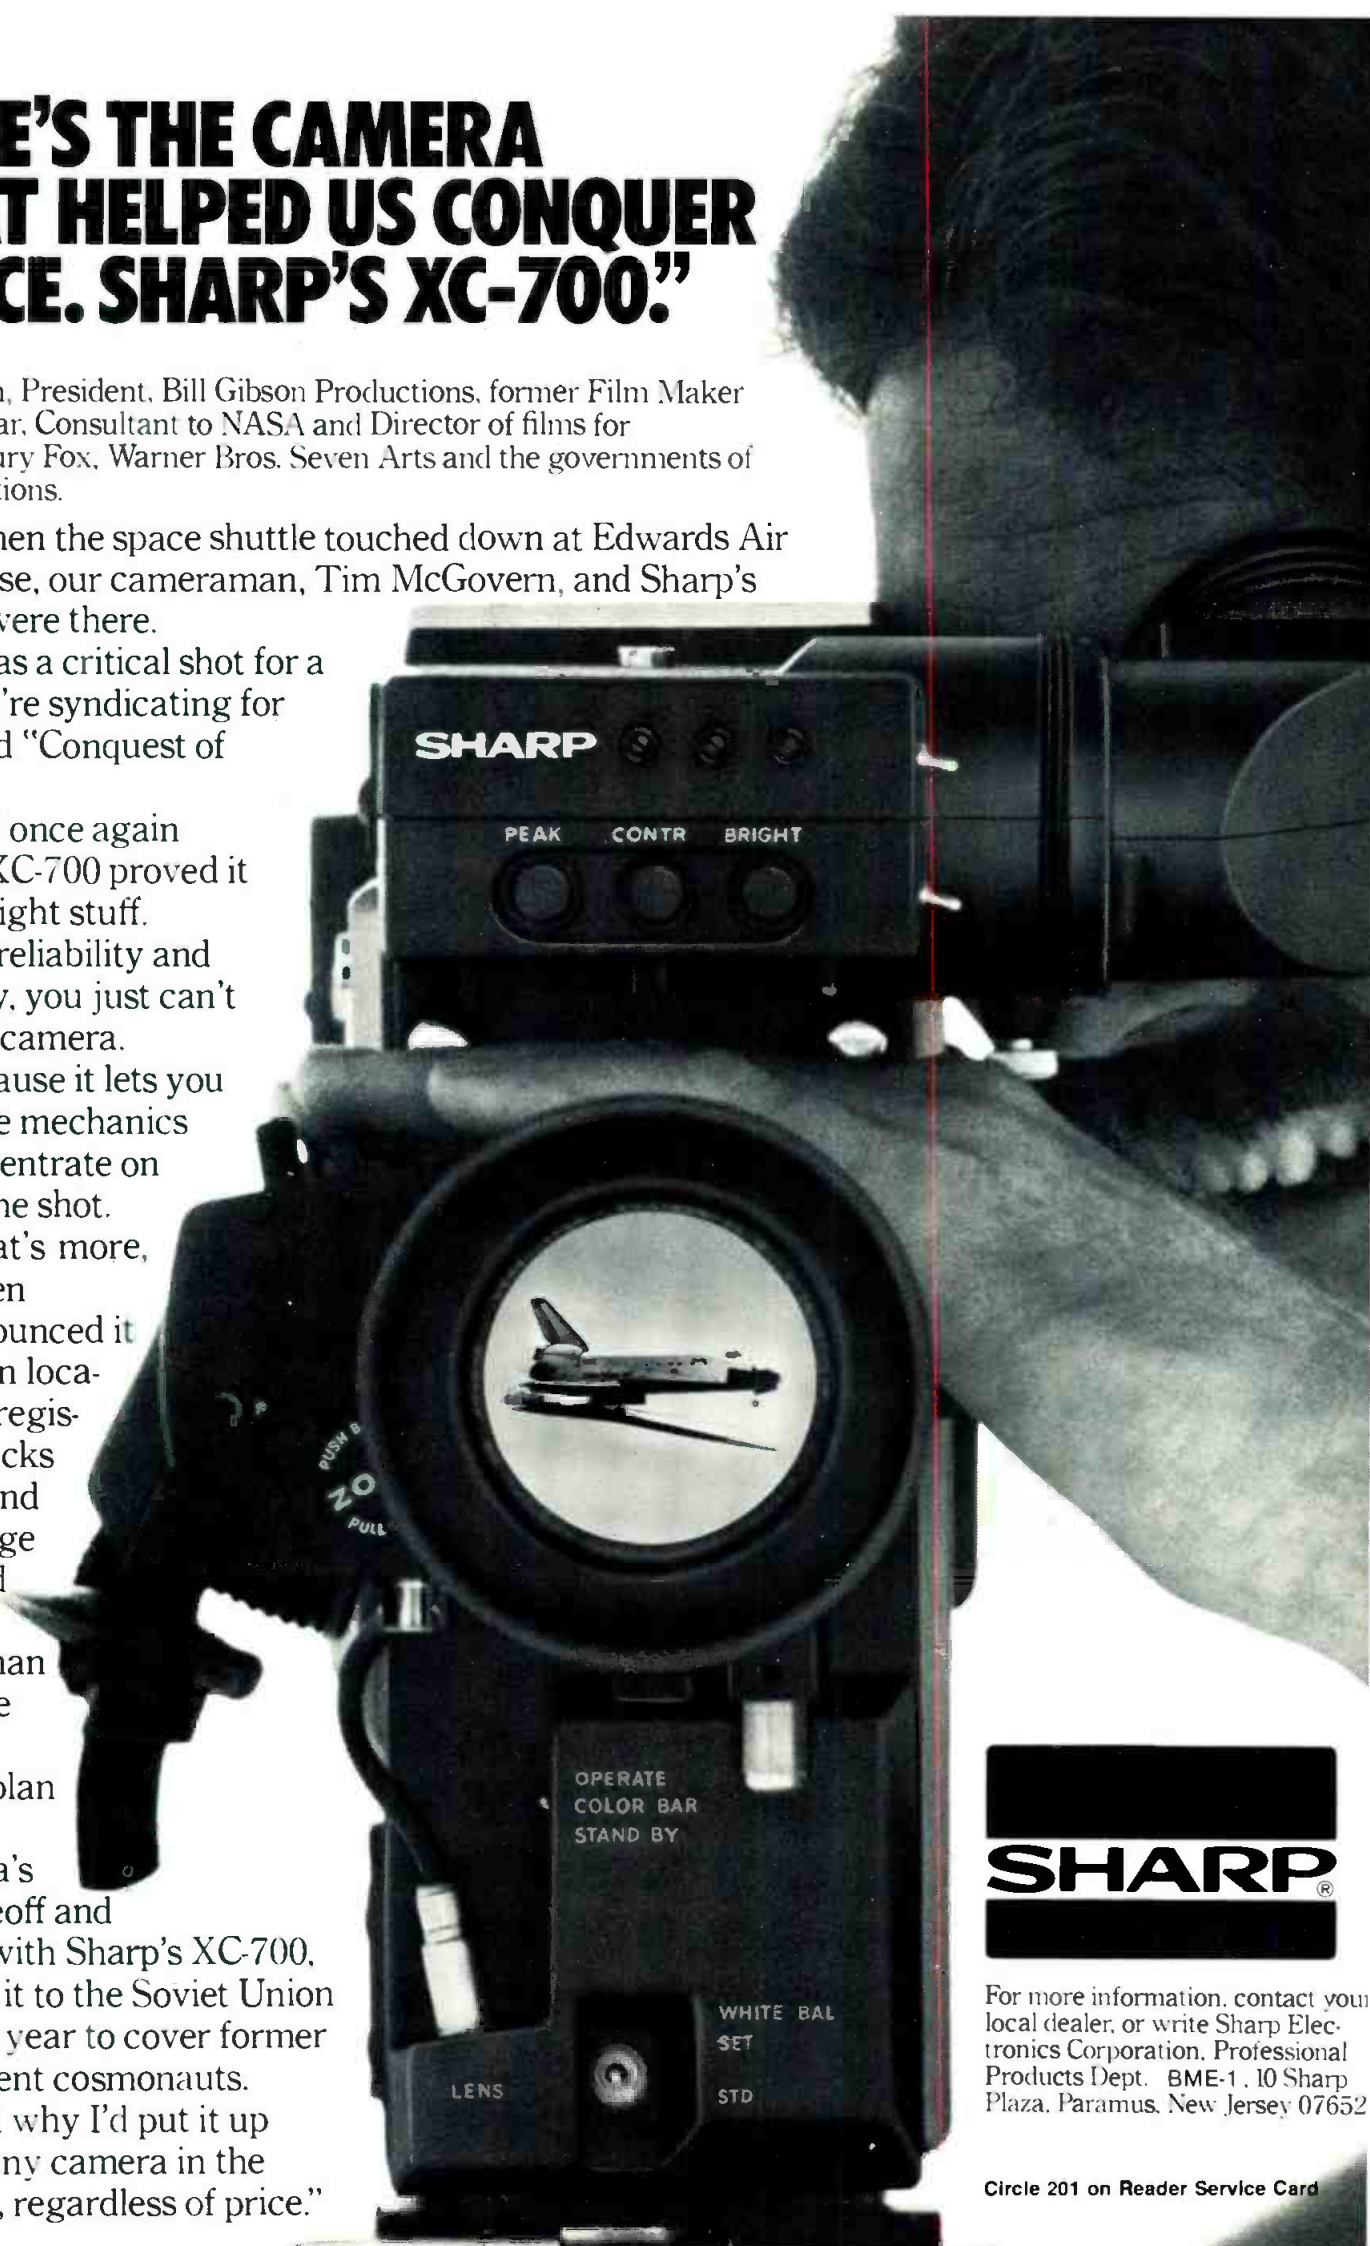 E'S THE CAMERA
T HELPED US CONQUER
CE. SHARP'S XC-700."
, President, Bill Gibson Productions, former Film Maker
ar, Consultant to NASA and Director of films for
ury Fox, Warner Bros. Seven Arts and the governments of
tions.
hen the space shuttle touched down at Edwards Air
se, our cameraman, Tim McGovern, and Sharp's
vere there.
as a critical shot for a
're syndicating for
d "Conquest of
once again
XC-700 proved it
ight stuff.
reliability and
y, you just can't
camera.
ause it lets you
e mechanics
entrate on
he shot.
at's more,
en
ounced it
n loca-
regis-
cks
nd
ge
d
nan
e
plan
a's
eoff and
with Sharp's XC-700,
it to the Soviet Union
year to cover former
ent cosmonauts.
why I'd put it up
ny camera in the
, regardless of price."
SHARP
PEAK CONTR BRIGHT
PUSH B
ZO
PULL
OPERATE
COLOR BAR
STAND BY
WHITE BAL
SET
STD
LENS
SHARP®
For more information, contact your
local dealer, or write Sharp Elec-
tronics Corporation, Professional
Products Dept. BME-1, 10 Sharp
Plaza, Paramus, New Jersey 07652
Circle 201 on Reader Service Card